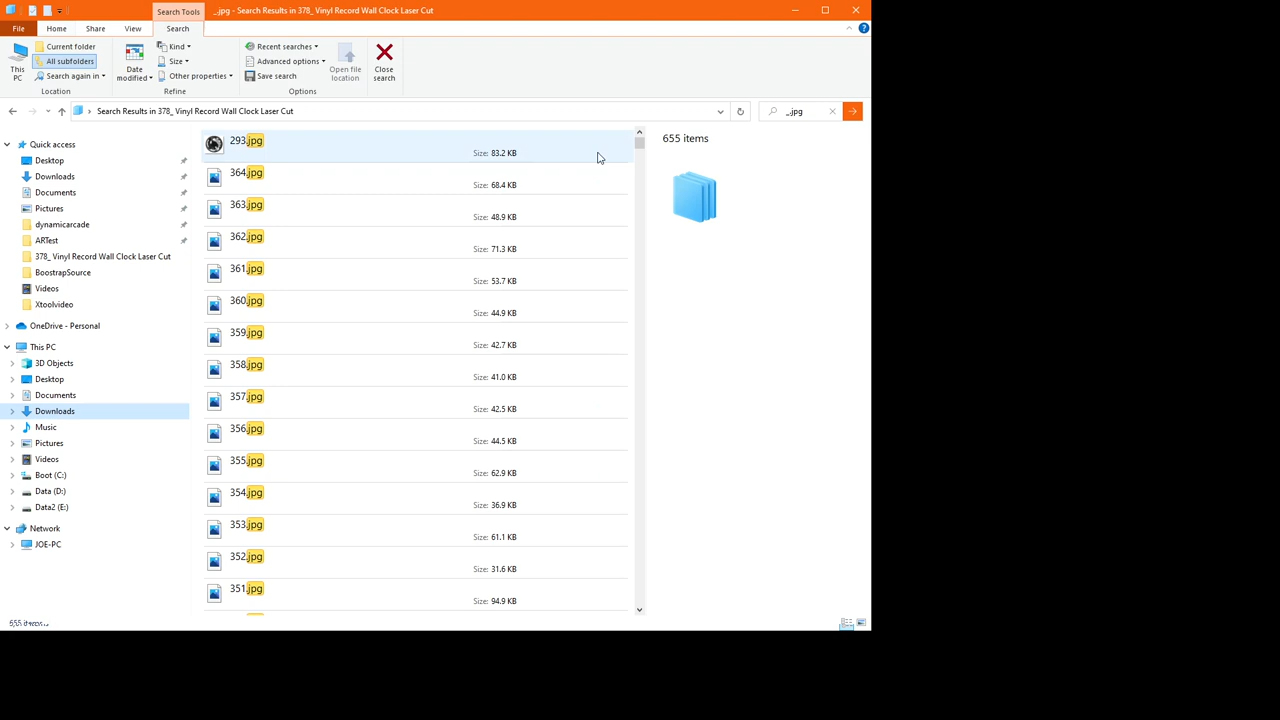 Search Tools
_.jpg - Search Results in 378_ Vinyl Record Wall Clock Laser Cut
File
Home
Share
View
Search
Current folder
Kind
Recent searches
All subfolders
Size
Advanced options
This PC
Search again in
Date modified
Other properties
Save search
Open file location
Close search
Location
Refine
Options
Search Results in 378_ Vinyl Record Wall Clock Laser Cut
_.jpg
Quick access
Desktop
Downloads
Documents
Pictures
dynamicarcade
ARTest
378_ Vinyl Record Wall Clock Laser Cut
BoostrapSource
Videos
Xtoolvideo
OneDrive - Personal
This PC
3D Objects
Desktop
Documents
Downloads
Music
Pictures
Videos
Boot (C:)
Data (D:)
Data2 (E:)
Network
JOE-PC
293.jpg
Size: 83.2 KB
364.jpg
Size: 68.4 KB
363.jpg
Size: 48.9 KB
362.jpg
Size: 71.3 KB
361.jpg
Size: 53.7 KB
360.jpg
Size: 44.9 KB
359.jpg
Size: 42.7 KB
358.jpg
Size: 41.0 KB
357.jpg
Size: 42.5 KB
356.jpg
Size: 44.5 KB
355.jpg
Size: 62.9 KB
354.jpg
Size: 36.9 KB
353.jpg
Size: 61.1 KB
352.jpg
Size: 31.6 KB
351.jpg
Size: 94.9 KB
655 items
655 items